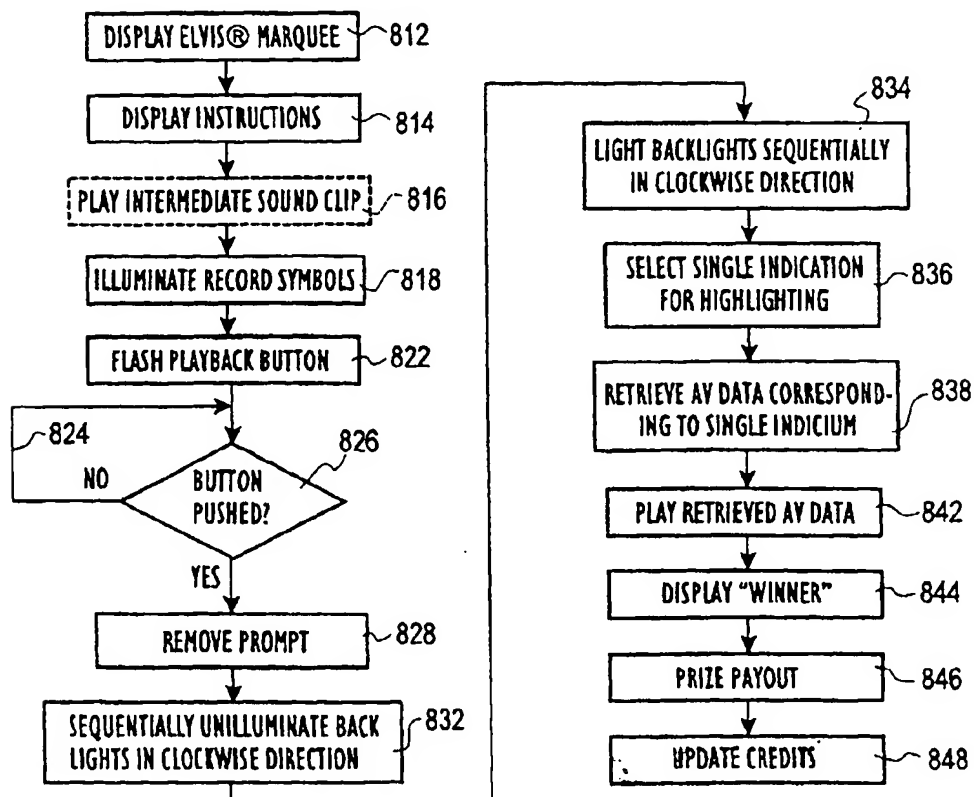 DISPLAY ELVIS® MARQUEE
812
DISPLAY INSTRUCTIONS
814
PLAY INTERMEDIATE SOUND CLIP
816
ILLUMINATE RECORD SYMBOLS
818
FLASH PLAYBACK BUTTON
822
824
826
NO
BUTTON
PUSHED?
YES
REMOVE PROMPT
828
SEQUENTIALLY UNILLUMINATE BACK
LIGHTS IN CLOCKWISE DIRECTION
832
834
LIGHT BACKLIGHTS SEQUENTIALLY
IN CLOCKWISE DIRECTION
SELECT SINGLE INDICATION
FOR HIGHLIGHTING
836
RETRIEVE AV DATA CORRESPOND-
ING TO SINGLE INDICIUM
838
PLAY RETRIEVED AV DATA
842
DISPLAY "WINNER"
844
PRIZE PAYOUT
846
UPDATE CREDITS
848